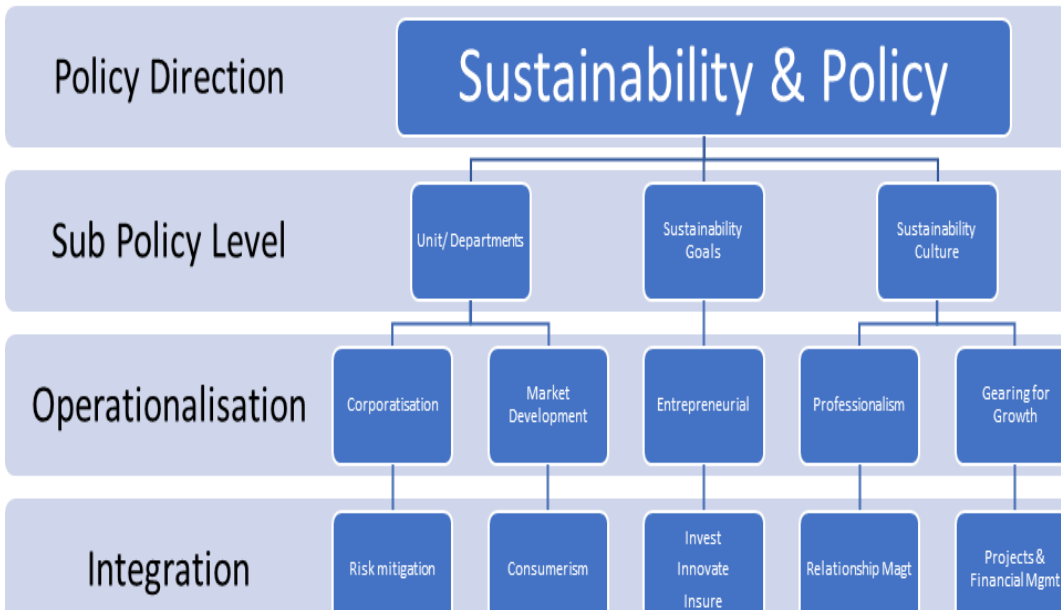 Policy Direction
Sustainability & Policy
Sub Policy Level
Unit/ Departments
Sustainability
Goals
Sustainability
Culture
Operationalisation
Corporatisation
Market
Development
Entrepreneurial
Professionalism
Gearing for
Growth
Integration
Risk mitigation
Consumerism
Invest
Innovate
Insure
Relationship Magt
Projects &
Financial Mgmt